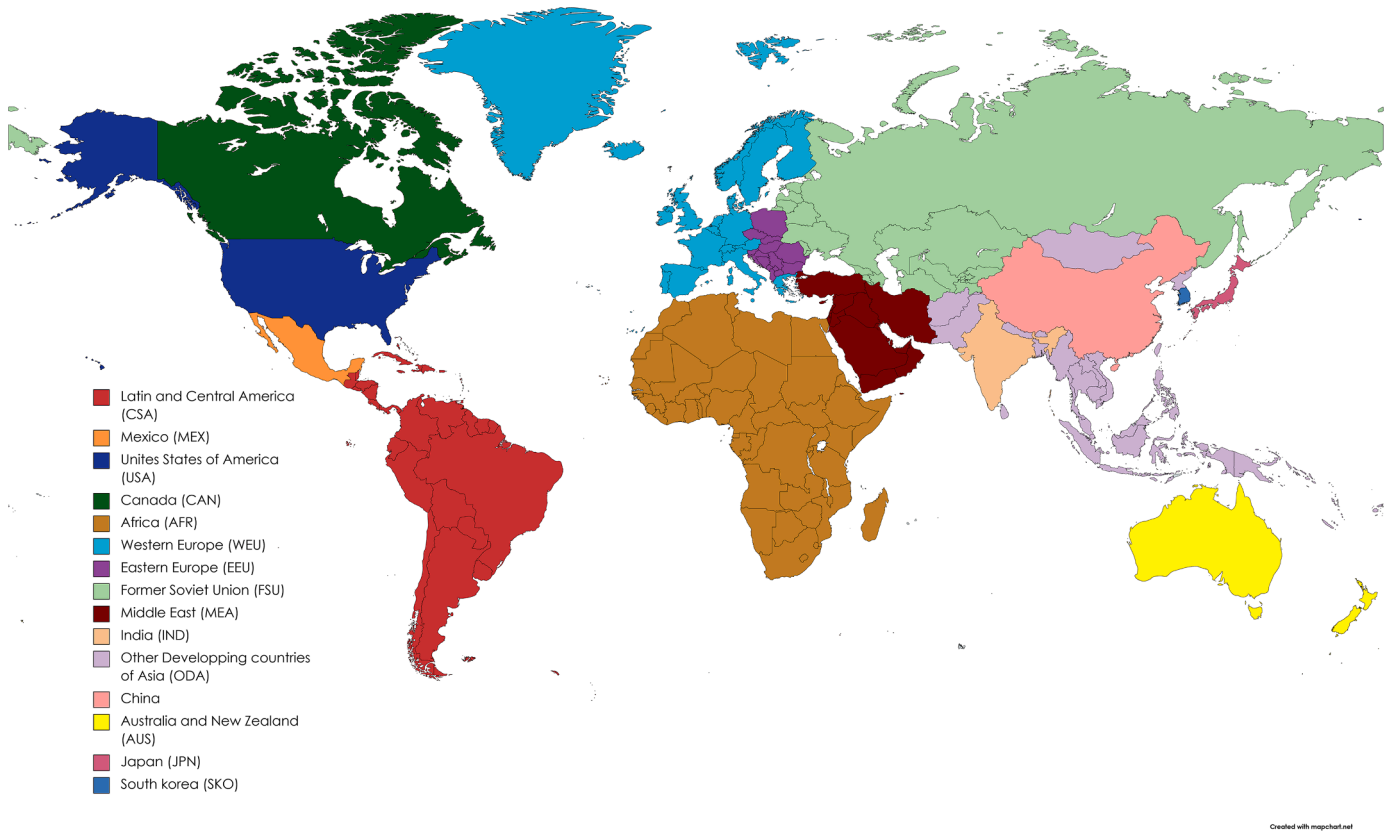 Latin and Central America
(CSA)
Mexico (MEX)
Unites States of America
(USA)
Canada (CAN)
Africa (AFR)
Western Europe (WEU)
Eastern Europe (EEU)
Former Soviet Union (FSU)
Middle East (MEA)
India (IND)
Other Developping countries
of Asia (ODA)
China
Australia and New Zealand
(AUS)
Japan (JPN)
South korea (SKO)
Created with mapchart.net